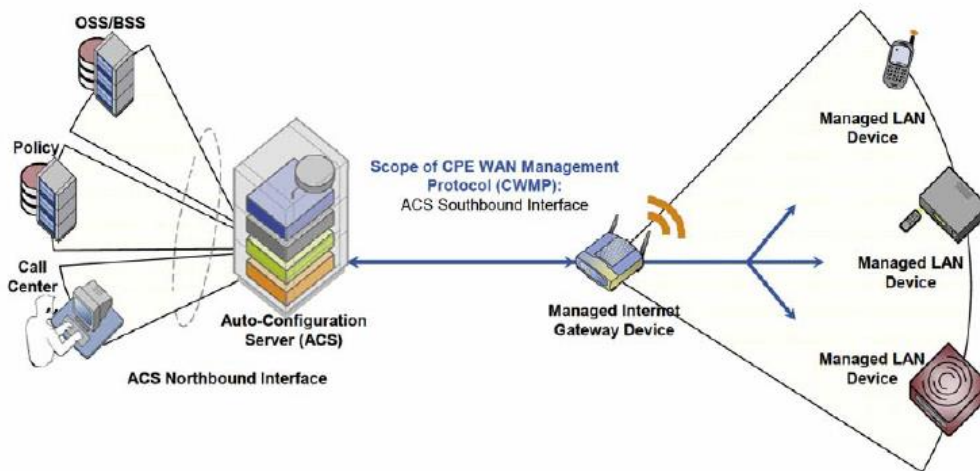 OSS/BSS
Policy
Call
Center
ACS Northbound Interface
Auto-Configuration
Server (ACS)
Scope of CPE WAN Management
Protocol (CWMP):
ACS Southbound Interface
Managed Internet
Gateway Device
Managed LAN
Device
Managed LAN
Device
Managed LAN
Device